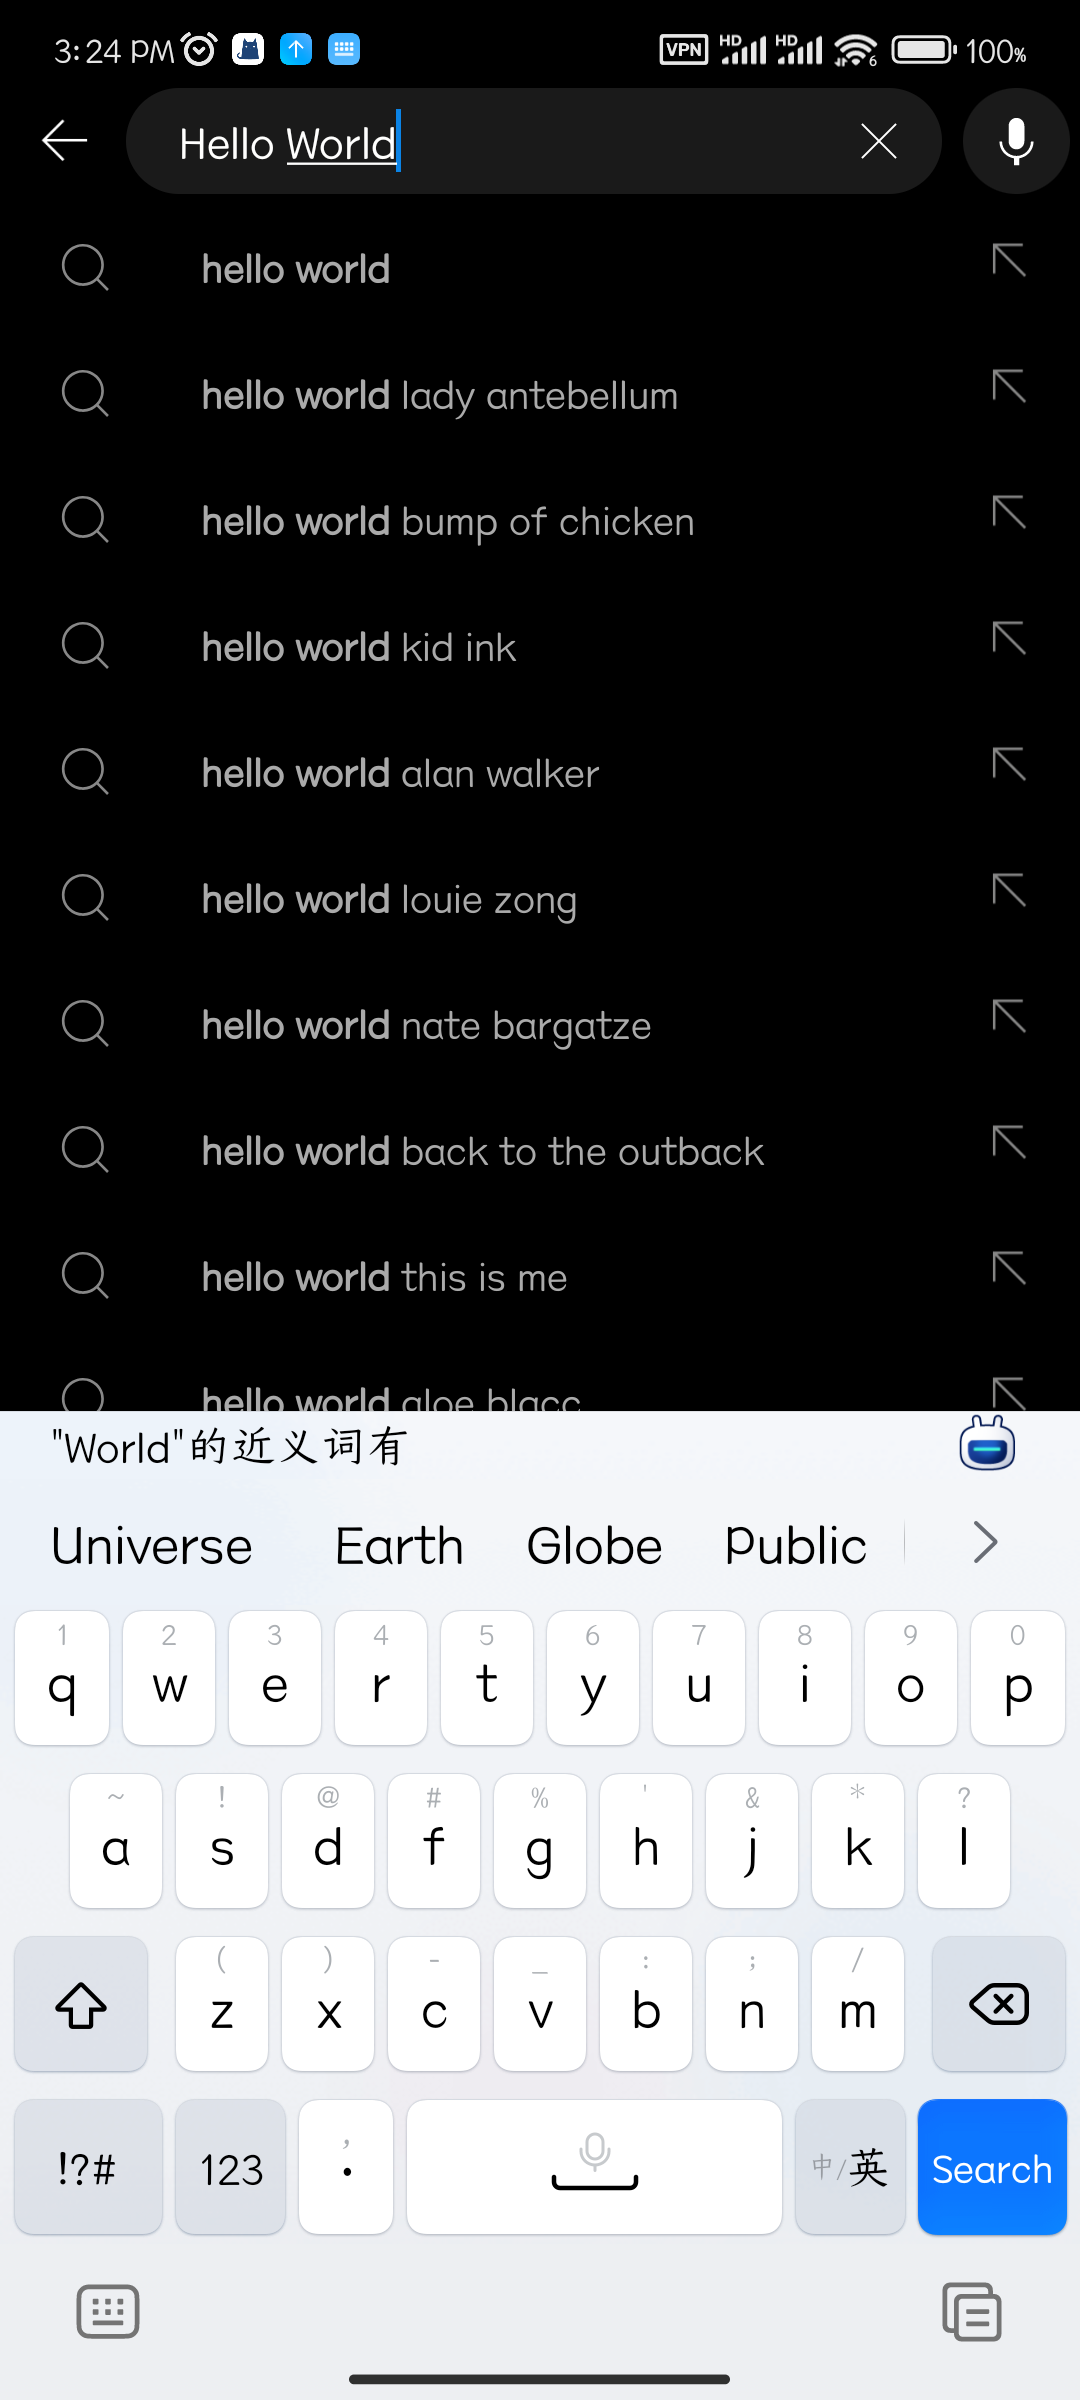 3:24 PM VPN HD HD 6 100%
Hello World
hello world
hello world lady antebellum
hello world bump of chicken
hello world kid ink
hello world alan walker
hello world louie zong
hello world nate bargatze
hello world back to the outback
hello world this is me
hello world aloe blacc
"World"的近义词有
Universe Earth Globe Public
1 2 3 4 5 6 7 8 9 0
q w e r t y u i o p
~ ! @ # % ' & * ?
a s d f g h j k l
( ) - _ : ; /
z x c v b n m
!?# 123 , . 中/英 Search